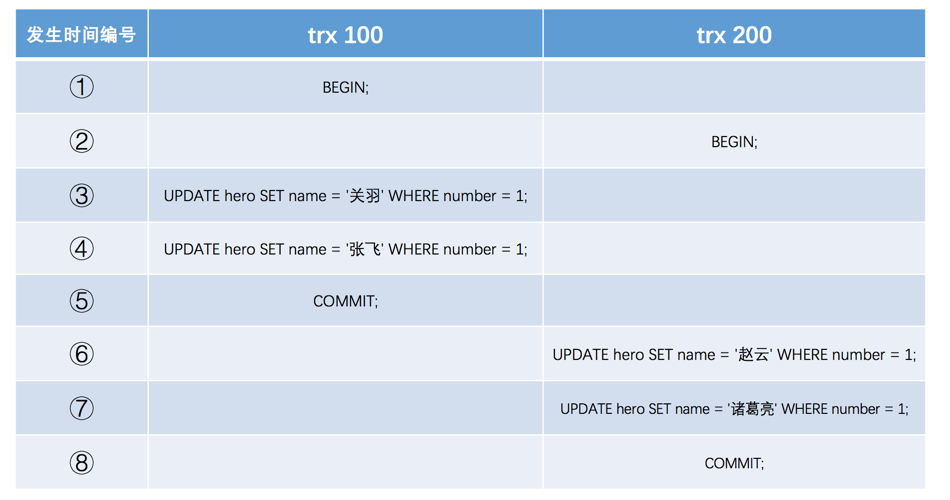 发生时间编号 trx 100 trx 200
① BEGIN;
② BEGIN;
③ UPDATE hero SET name = '关羽' WHERE number = 1;
④ UPDATE hero SET name = '张飞' WHERE number = 1;
⑤ COMMIT;
⑥ UPDATE hero SET name = '赵云' WHERE number = 1;
⑦ UPDATE hero SET name = '诸葛亮' WHERE number = 1;
⑧ COMMIT;